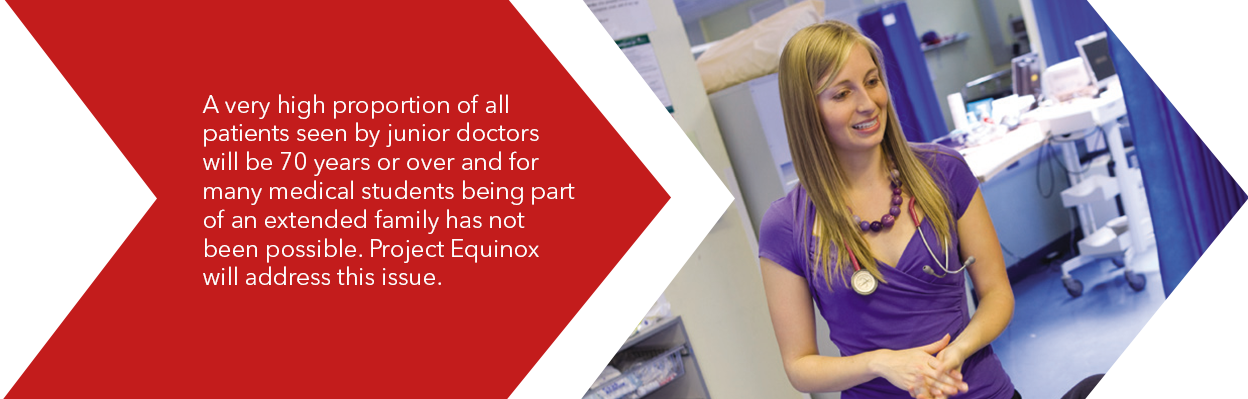 A very high proportion of all
patients seen by junior doctors
will be 70 years or over and for
many medical students being part
of an extended family has not
been possible. Project Equinox
will address this issue.